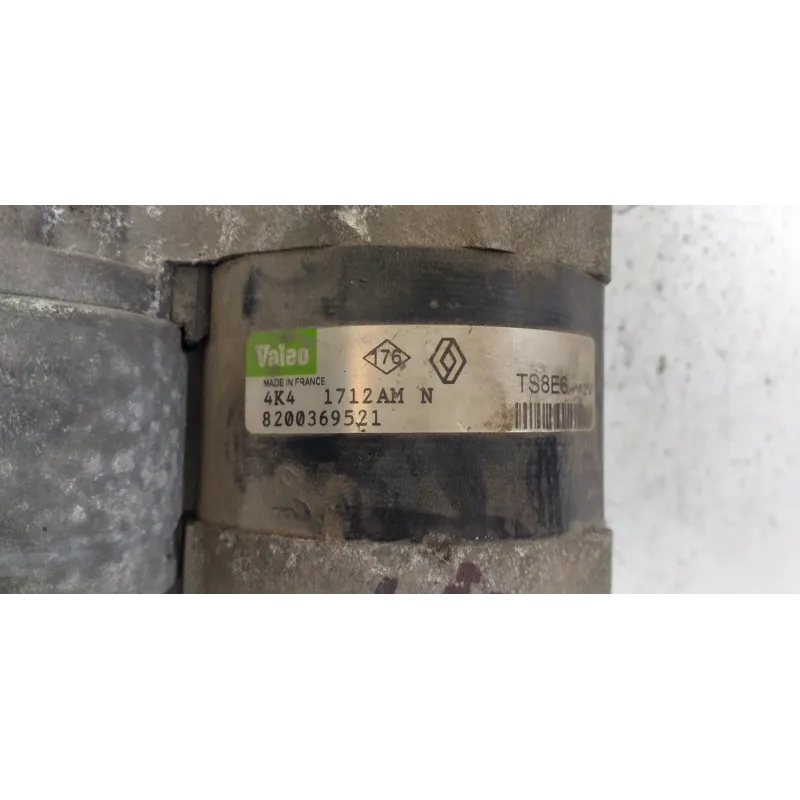 Valeo
176
MADE IN FRANCE
TS8E6
4K4 1712AM N
8200369521